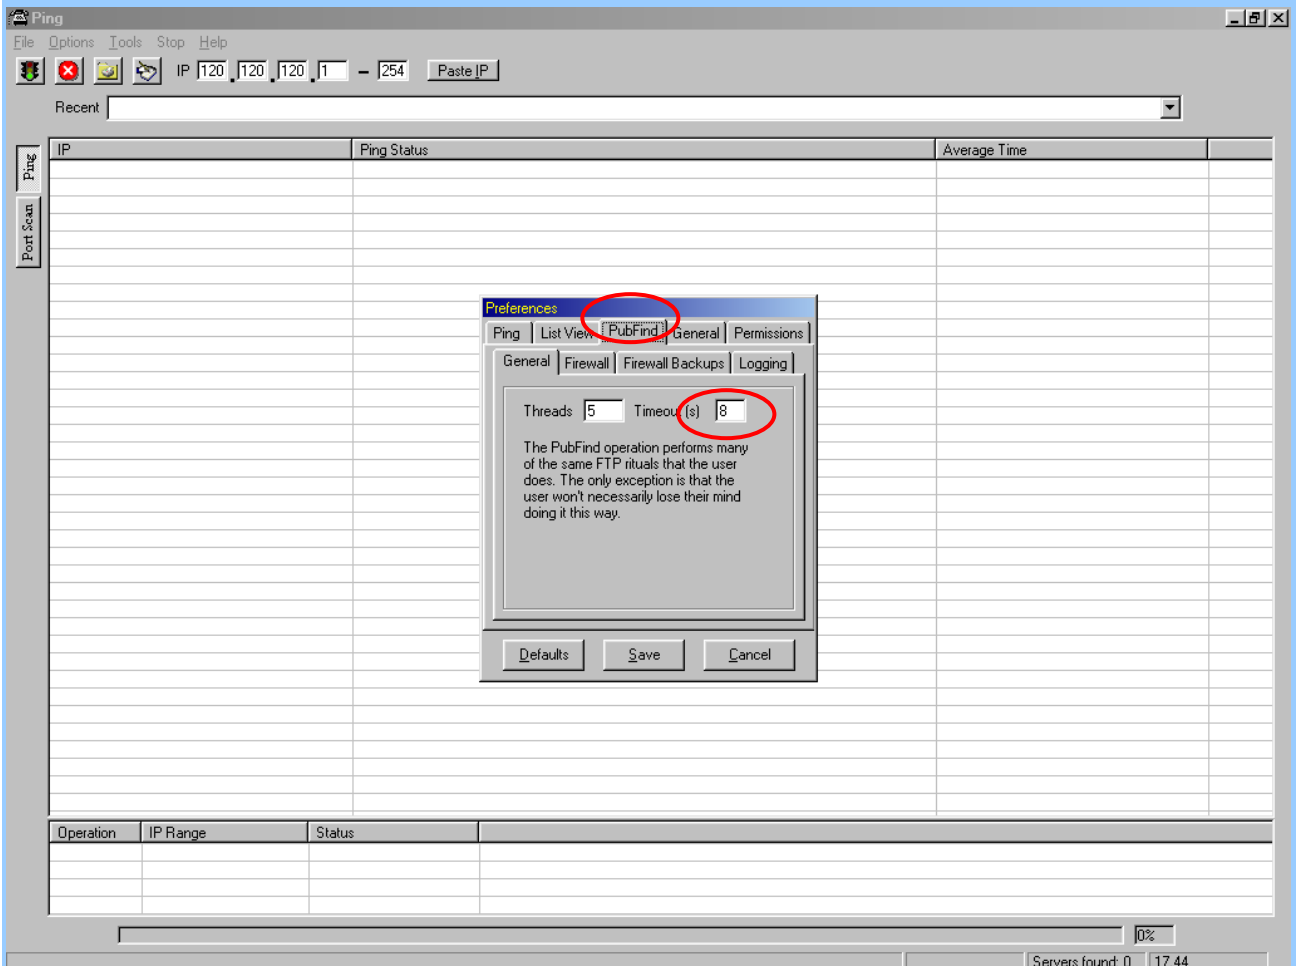 Ping
File Options Tools Stop Help
IP 120 . 120 . 120 . 1 – 254 Paste IP
Recent
Ping
Port Scan
IP Ping Status Average Time
Preferences
Ping List View PubFind General Permissions
General Firewall Firewall Backups Logging
Threads 5 Timeout (s) 8
The PubFind operation performs many
of the same FTP rituals that the user
does. The only exception is that the
user won't necessarily lose their mind
doing it this way.
Defaults Save Cancel
Operation IP Range Status
0%
Servers found: 0 17.44